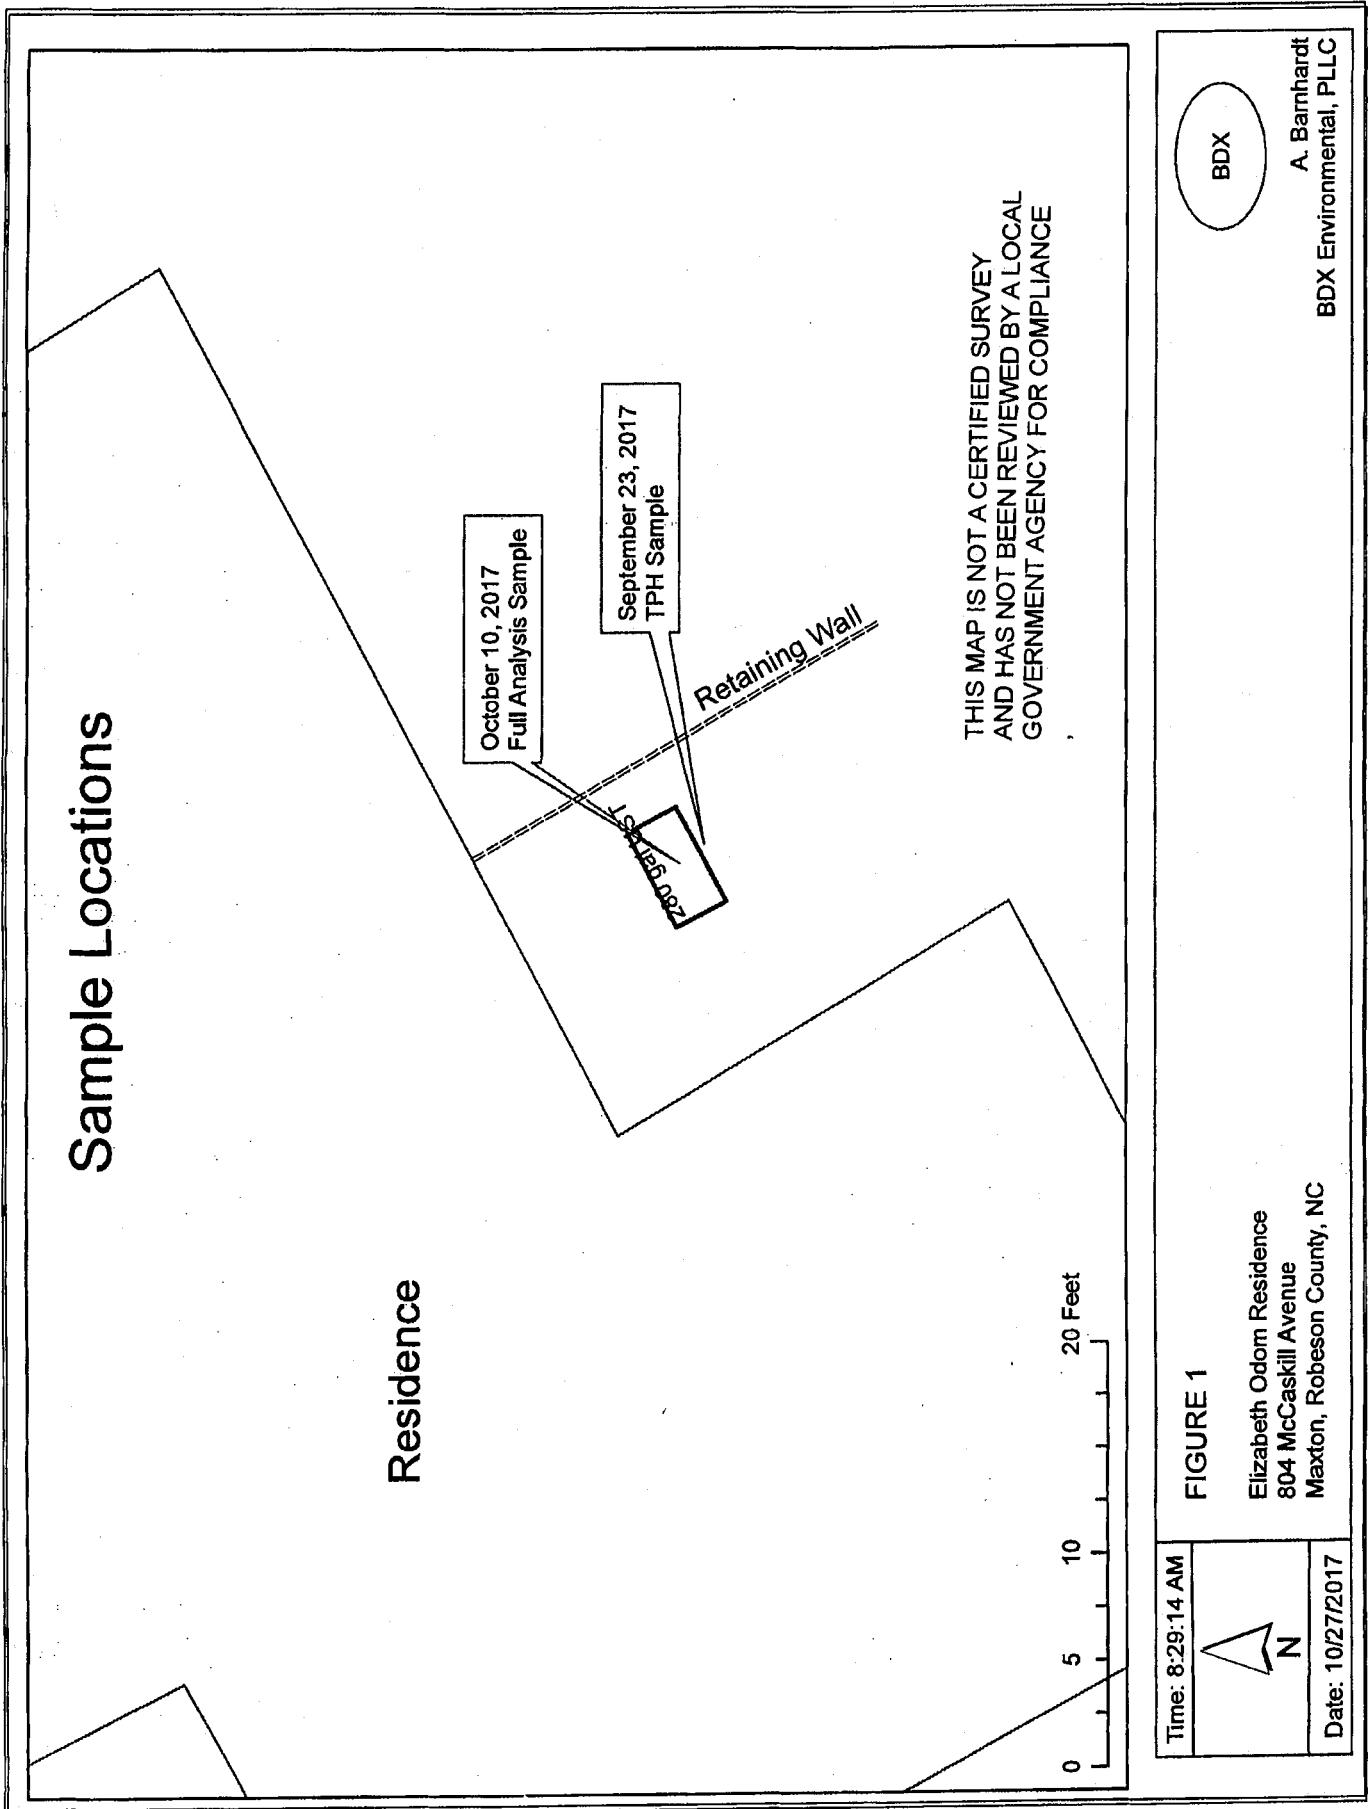 Sample Locations
Residence
October 10, 2017
Full Analysis Sample
September 23, 2017
TPH Sample
280 gal UST
Retaining Wall
THIS MAP IS NOT A CERTIFIED SURVEY
AND HAS NOT BEEN REVIEWED BY A LOCAL
GOVERNMENT AGENCY FOR COMPLIANCE
0 5 10 20 Feet
Time: 8:29:14 AM
N
Date: 10/27/2017
FIGURE 1
Elizabeth Odom Residence
804 McCaskill Avenue
Maxton, Robeson County, NC
BDX
A. Barnhardt
BDX Environmental, PLLC